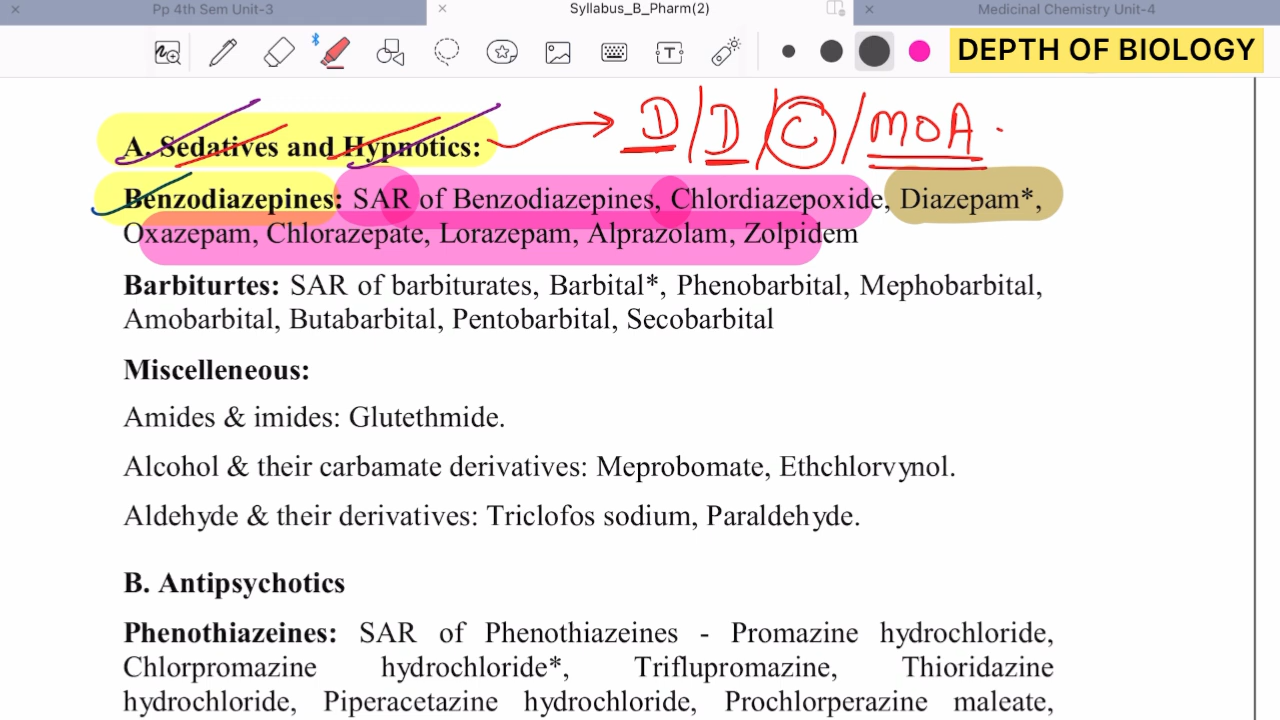 Pp 4th Sem Unit-3
Syllabus_B_Pharm(2)
Medicinal Chemistry Unit-4
DEPTH OF BIOLOGY
A. Sedatives and Hypnotics:
D/D/C/MOA.
Benzodiazepines: SAR of Benzodiazepines, Chlordiazepoxide, Diazepam*,
Oxazepam, Chlorazepate, Lorazepam, Alprazolam, Zolpidem
Barbiturtes: SAR of barbiturates, Barbital*, Phenobarbital, Mephobarbital,
Amobarbital, Butabarbital, Pentobarbital, Secobarbital
Miscelleneous:
Amides & imides: Glutethmide.
Alcohol & their carbamate derivatives: Meprobomate, Ethchlorvynol.
Aldehyde & their derivatives: Triclofos sodium, Paraldehyde.
B. Antipsychotics
Phenothiazeines: SAR of Phenothiazeines - Promazine hydrochloride,
Chlorpromazine hydrochloride*, Triflupromazine, Thioridazine
hydrochloride, Piperacetazine hydrochloride, Prochlorperazine maleate,